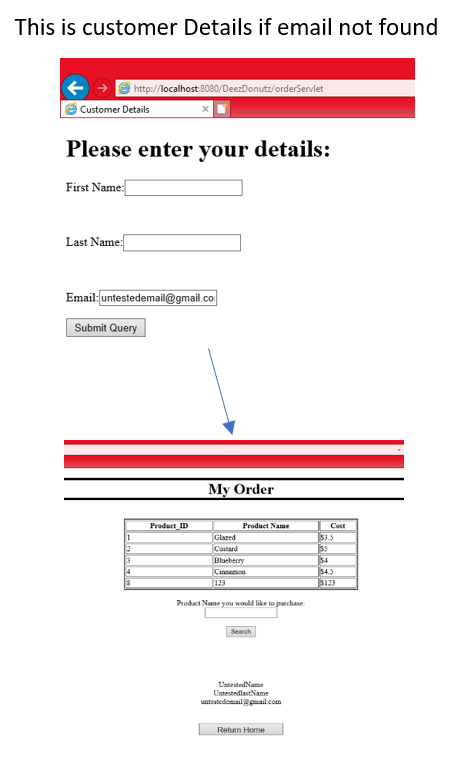 This is customer Details if email not found
http://localhost:8080/DeezDonutz/orderServlet
Customer Details
Please enter your details:
First Name:
Last Name:
Email: untestedemail@gmail.co
Submit Query
My Order
Product_ID Product Name Cost
1 Glazed $3.5
2 Custard $5
3 Blueberry $4
4 Cinnamon $4.5
8 123 $123
Product Name you would like to purchase:
Search
UntestedName
UntestedlastName
untestedemail@gmail.com
Return Home